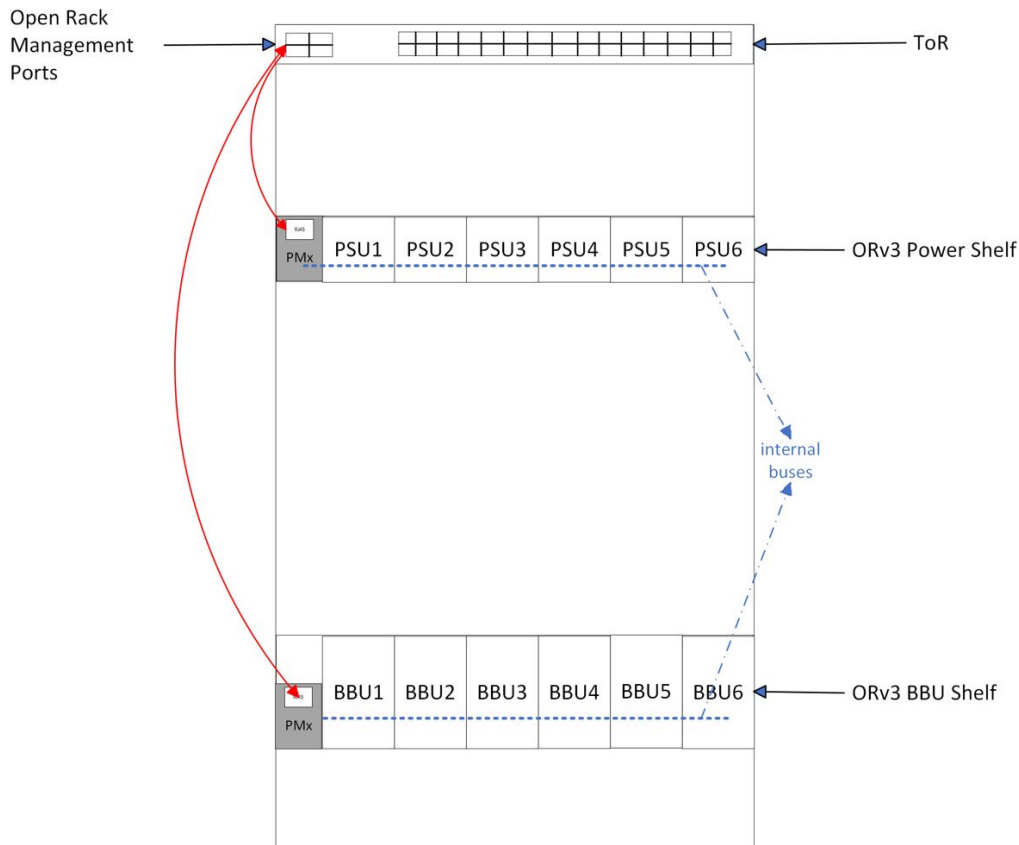 Open Rack
Management
Ports
ToR
PMx
PSU1
PSU2
PSU3
PSU4
PSU5
PSU6
ORv3 Power Shelf
internal
buses
BBU1
BBU2
BBU3
BBU4
BBU5
BBU6
ORv3 BBU Shelf
PMx